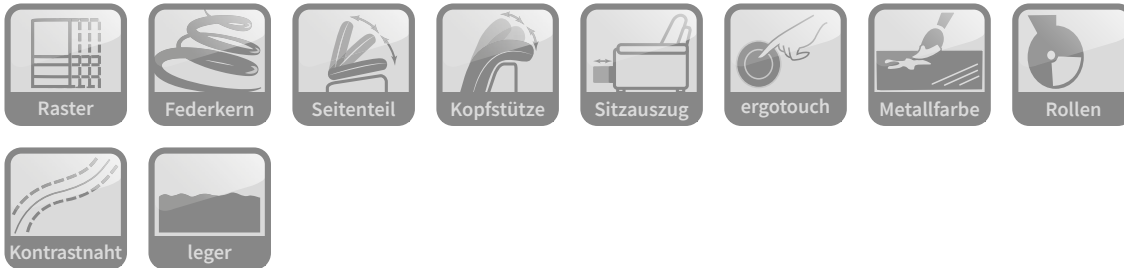 Raster
Federkern
Seitenteil
Kopfstütze
Sitzauszug
ergotouch
Metallfarbe
Rollen
Kontrastnaht
leger